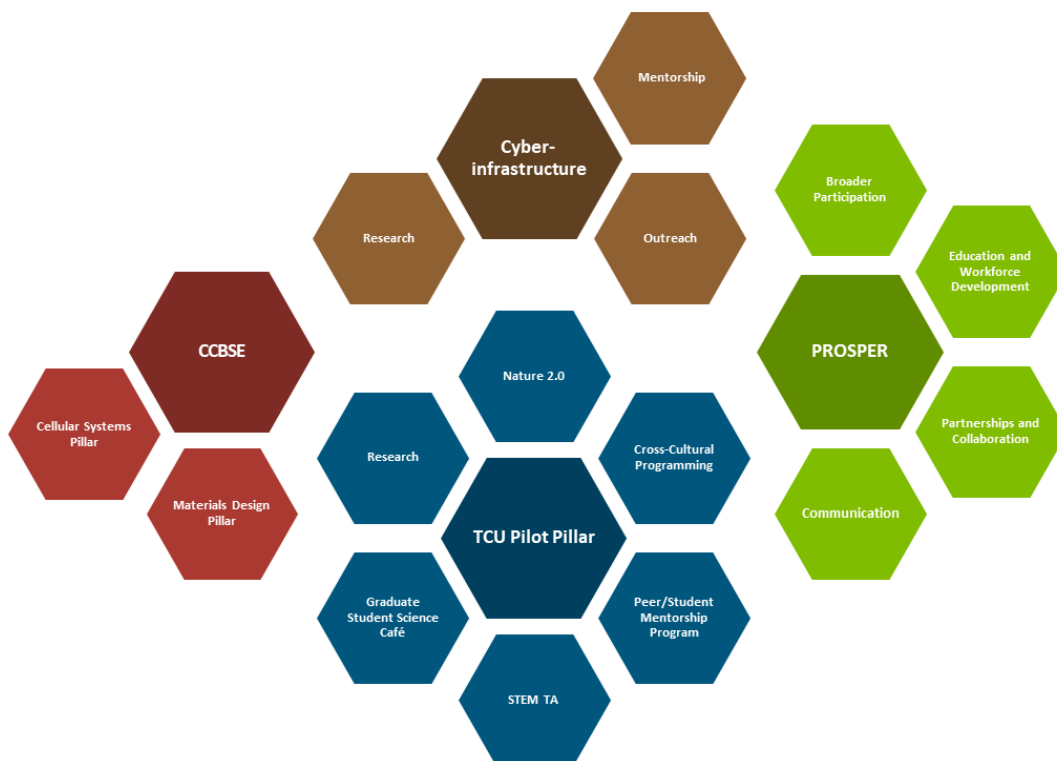 Mentorship
Cyber-
infrastructure
Research
Outreach
Broader
Participation
Education and
Workforce
Development
PROSPER
Partnerships and
Collaboration
Communication
CCBSE
Cellular Systems
Pillar
Materials Design
Pillar
Nature 2.0
Research
Cross-Cultural
Programming
TCU Pilot Pillar
Graduate
Student Science
Café
Peer/Student
Mentorship
Program
STEM TA